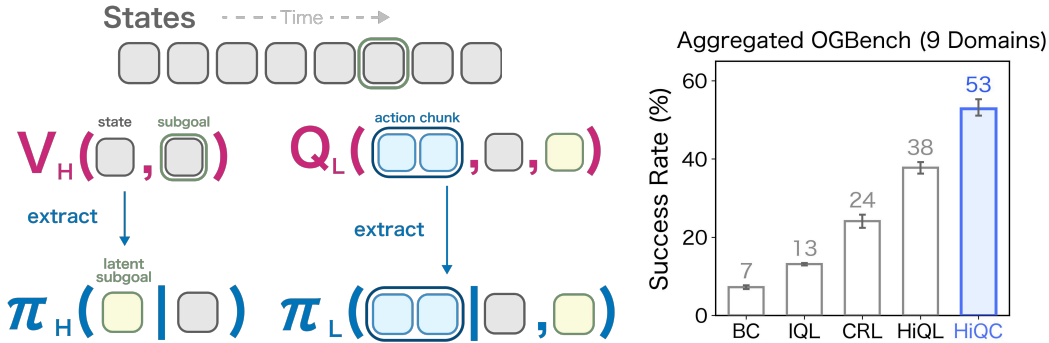 States
Time
state
subgoal
V_H( , )
extract
latent
subgoal
π_H( | )
action chunk
Q_L( , , )
extract
π_L( | , )
Aggregated OGBench (9 Domains)
Success Rate (%)
60
40
20
0
7
13
24
38
53
BC
IQL
CRL
HiQL
HiQC